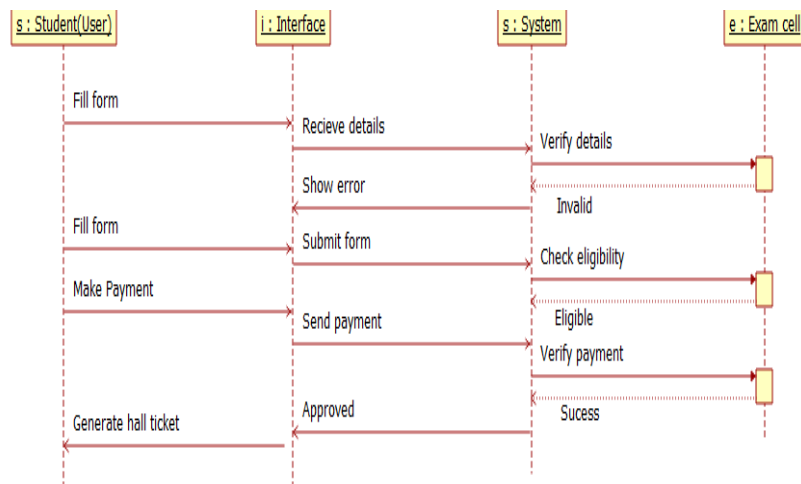 s : Student(User)
i : Interface
s : System
e : Exam cell
Fill form
Recieve details
Verify details
Show error
Invalid
Fill form
Submit form
Check eligibility
Make Payment
Send payment
Eligible
Verify payment
Approved
Sucess
Generate hall ticket